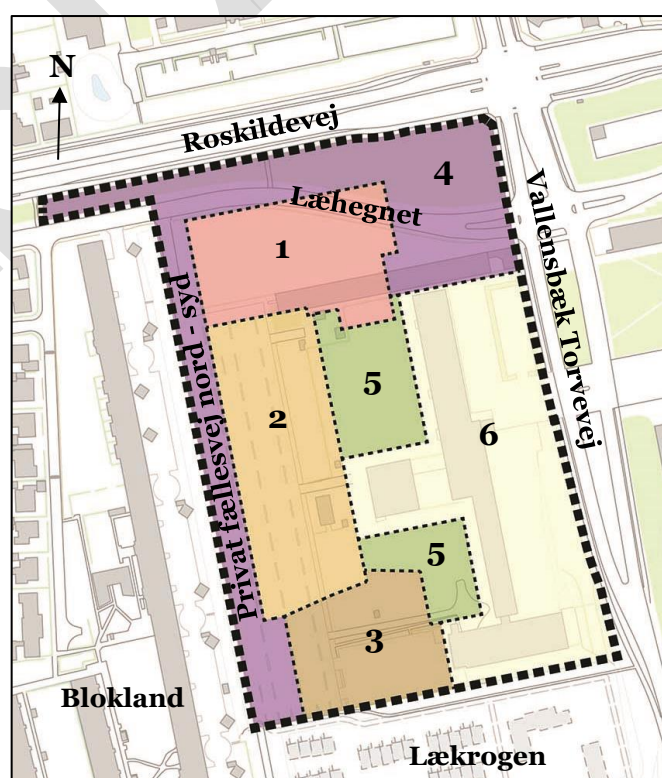 N
Roskildevej
4
Læhegnet
1
Vallensbæk Torvevej
Privat fællesvej nord - syd
5
2
6
5
3
Blokland
Lækrogen